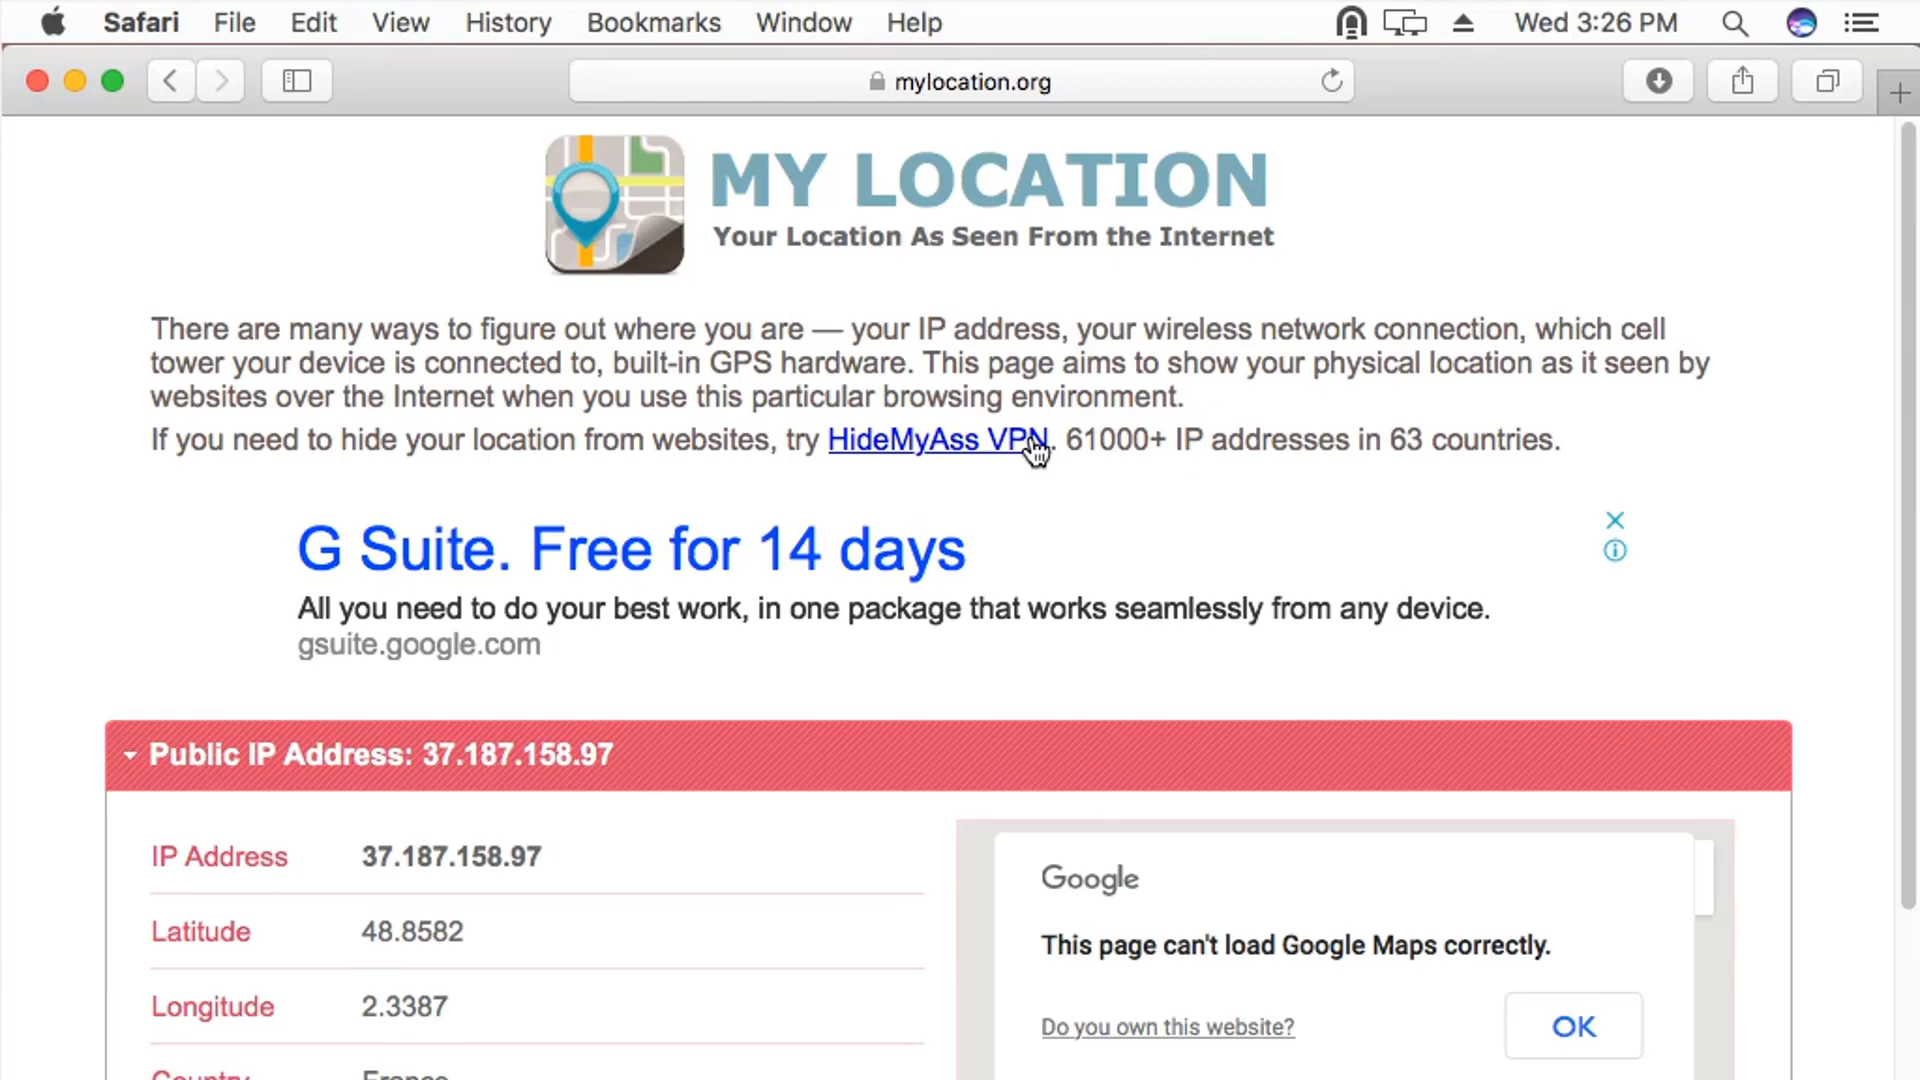 Safari File Edit View History Bookmarks Window Help Wed 3:26 PM
mylocation.org
MY LOCATION
Your Location As Seen From the Internet
There are many ways to figure out where you are — your IP address, your wireless network connection, which cell
tower your device is connected to, built-in GPS hardware. This page aims to show your physical location as it seen by
websites over the Internet when you use this particular browsing environment.
If you need to hide your location from websites, try HideMyAss VPN. 61000+ IP addresses in 63 countries.
G Suite. Free for 14 days
All you need to do your best work, in one package that works seamlessly from any device.
gsuite.google.com
Public IP Address: 37.187.158.97
IP Address 37.187.158.97
Latitude 48.8582
Longitude 2.3387
Country France
Google
This page can't load Google Maps correctly.
Do you own this website? OK